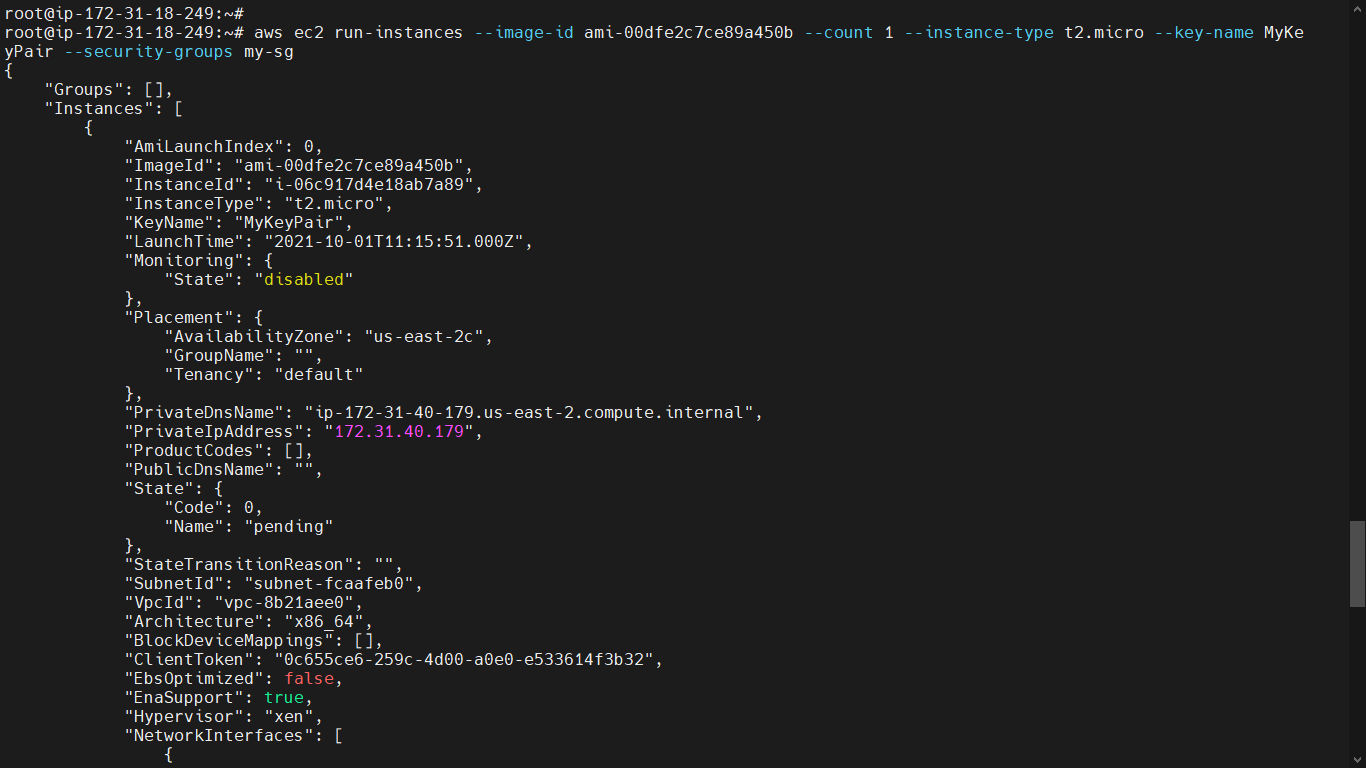 root@ip-172-31-18-249:~#
root@ip-172-31-18-249:~# aws ec2 run-instances --image-id ami-00dfe2c7ce89a450b --count 1 --instance-type t2.micro --key-name MyKe
yPair --security-groups my-sg
{
    "Groups": [],
    "Instances": [
        {
            "AmiLaunchIndex": 0,
            "ImageId": "ami-00dfe2c7ce89a450b",
            "InstanceId": "i-06c917d4e18ab7a89",
            "InstanceType": "t2.micro",
            "KeyName": "MyKeyPair",
            "LaunchTime": "2021-10-01T11:15:51.000Z",
            "Monitoring": {
                "State": "disabled"
            },
            "Placement": {
                "AvailabilityZone": "us-east-2c",
                "GroupName": "",
                "Tenancy": "default"
            },
            "PrivateDnsName": "ip-172-31-40-179.us-east-2.compute.internal",
            "PrivateIpAddress": "172.31.40.179",
            "ProductCodes": [],
            "PublicDnsName": "",
            "State": {
                "Code": 0,
                "Name": "pending"
            },
            "StateTransitionReason": "",
            "SubnetId": "subnet-fcaafeb0",
            "VpcId": "vpc-8b21aee0",
            "Architecture": "x86_64",
            "BlockDeviceMappings": [],
            "ClientToken": "0c655ce6-259c-4d00-a0e0-e533614f3b32",
            "EbsOptimized": false,
            "EnaSupport": true,
            "Hypervisor": "xen",
            "NetworkInterfaces": [
                {